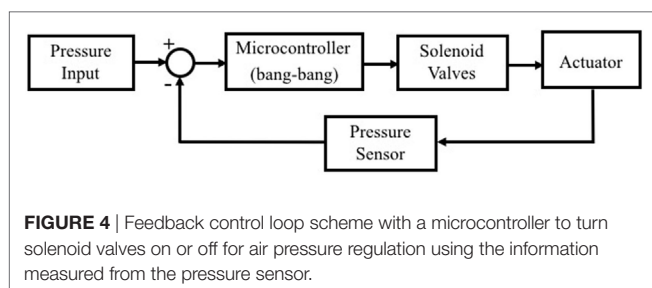 Pressure
Input
+
-
Microcontroller
(bang-bang)
Solenoid
Valves
Actuator
Pressure
Sensor
FIGURE 4 | Feedback control loop scheme with a microcontroller to turn
solenoid valves on or off for air pressure regulation using the information
measured from the pressure sensor.